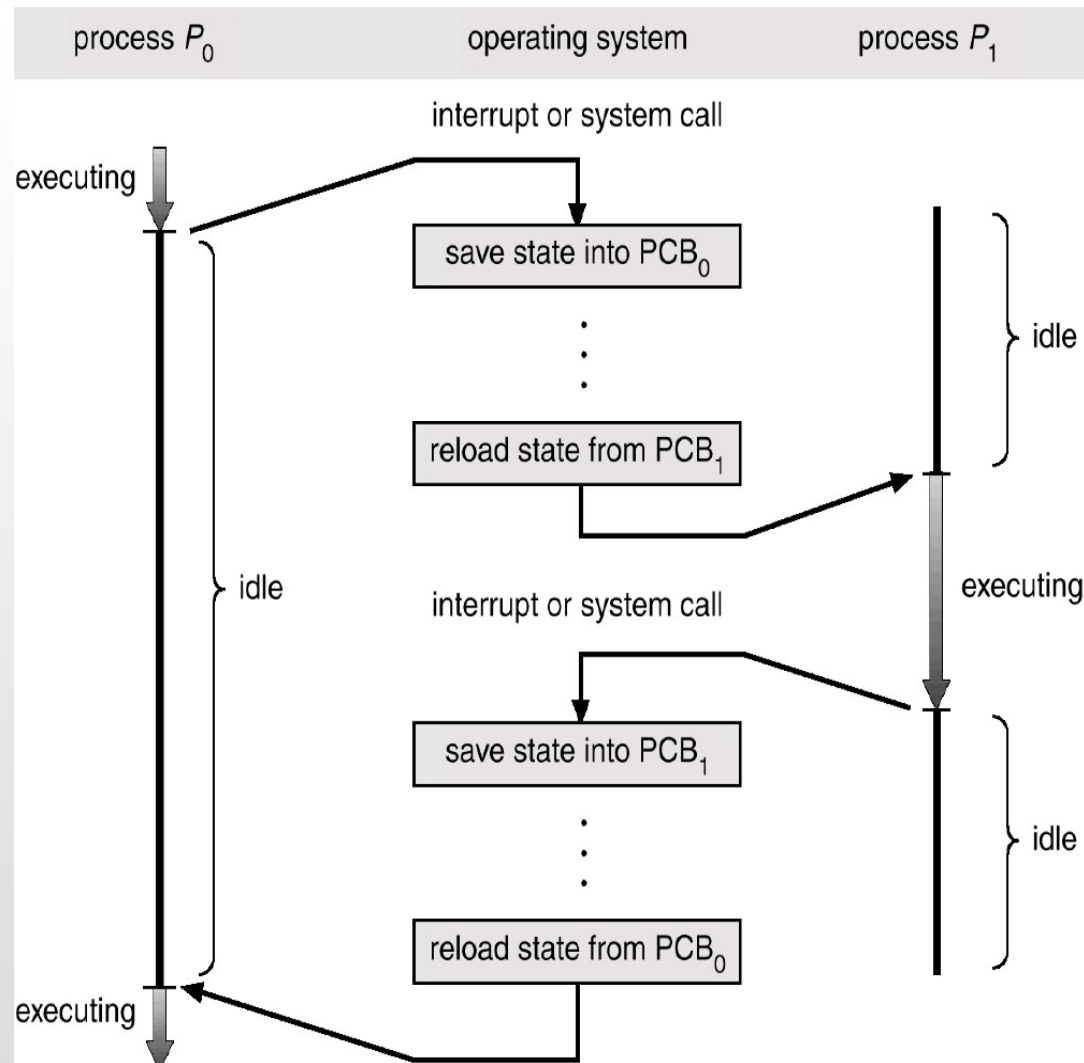 process P0
operating system
process P1
interrupt or system call
executing
save state into PCB0
idle
reload state from PCB1
idle
executing
interrupt or system call
save state into PCB1
idle
reload state from PCB0
executing